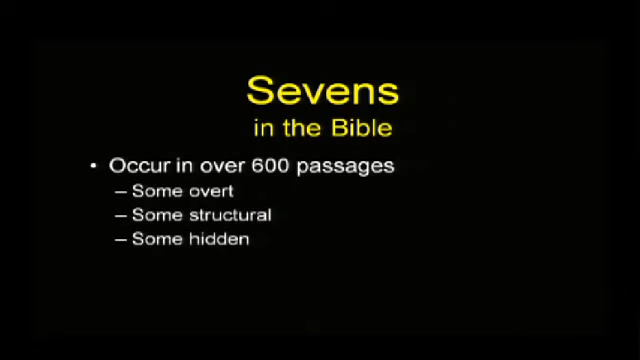 Sevens
in the Bible
• Occur in over 600 passages
– Some overt
– Some structural
– Some hidden